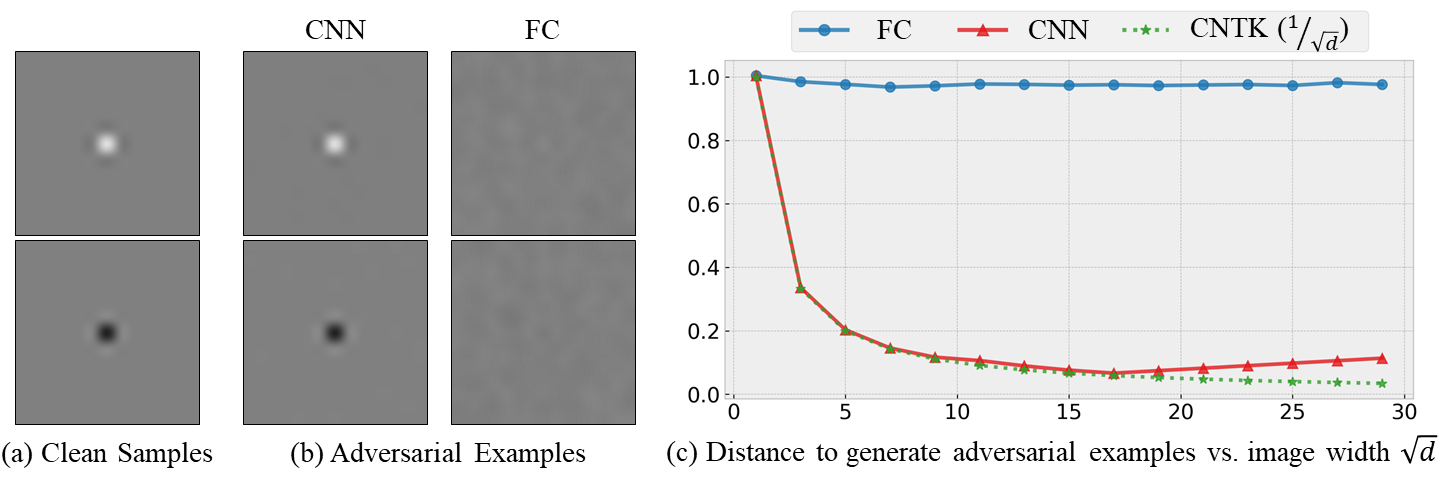 CNN FC
FC CNN CNTK (1/√d)
1.0
0.8
0.6
0.4
0.2
0.0
0 5 10 15 20 25 30
(a) Clean Samples
(b) Adversarial Examples
(c) Distance to generate adversarial examples vs. image width √d